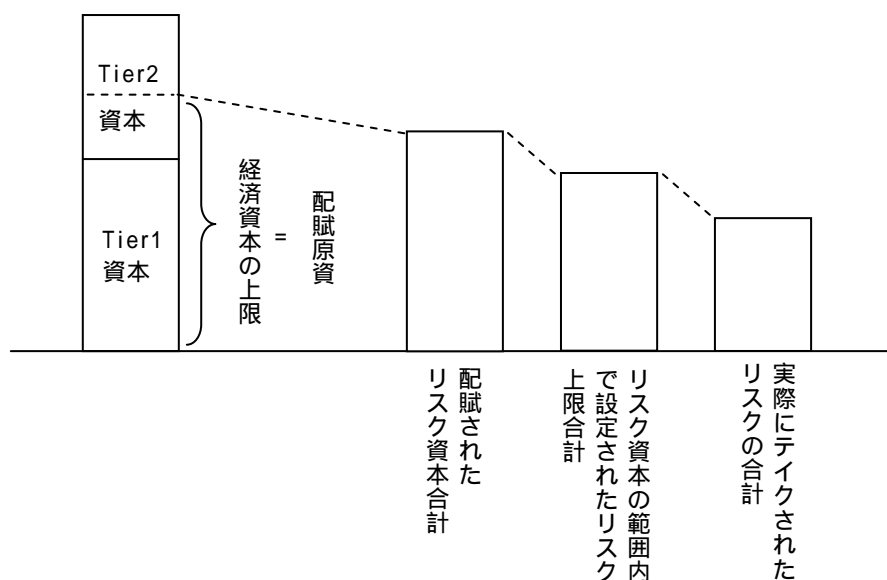 Tier2
資本
Tier1
資本
経済資本の上限
=
配賦原資
配賦された
リスク資本合計
リスク資本の範囲内
で設定されたリスク
上限合計
実際にテイクされた
リスクの合計